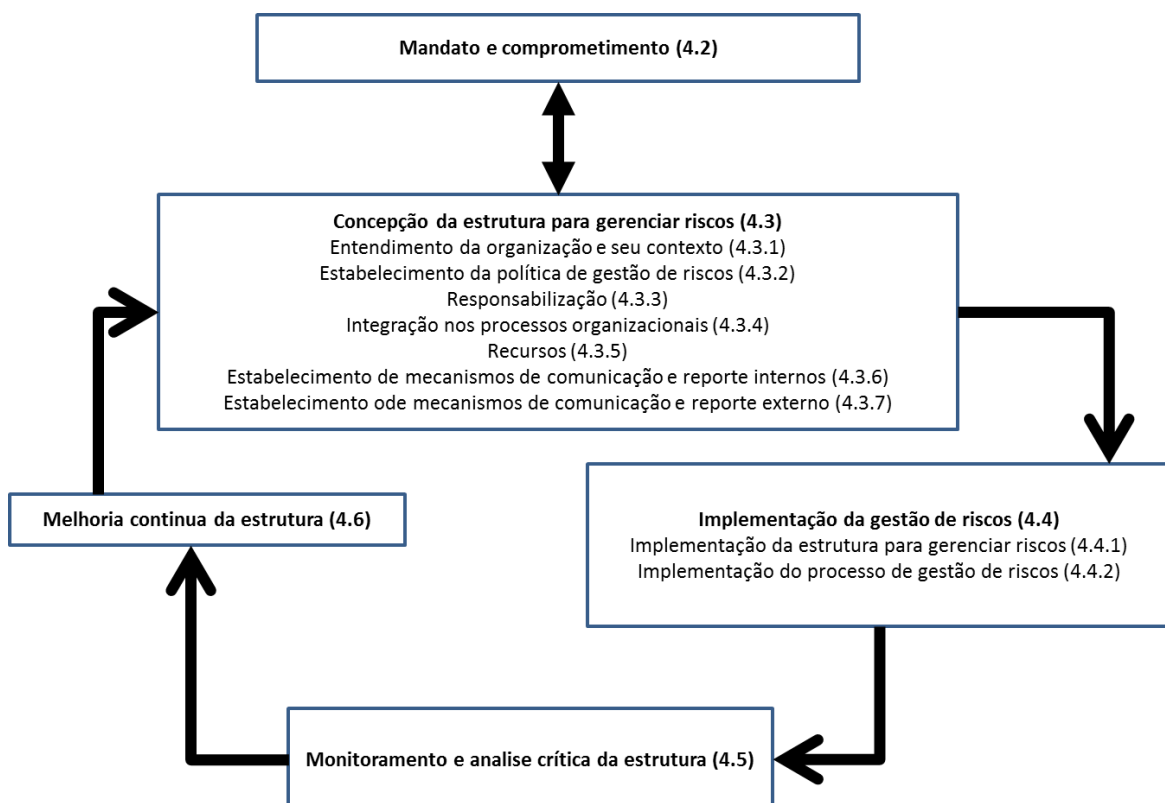 Mandato e comprometimento (4.2)
Concepção da estrutura para gerenciar riscos (4.3)
Entendimento da organização e seu contexto (4.3.1)
Estabelecimento da política de gestão de riscos (4.3.2)
Responsabilização (4.3.3)
Integração nos processos organizacionais (4.3.4)
Recursos (4.3.5)
Estabelecimento de mecanismos de comunicação e reporte internos (4.3.6)
Estabelecimento ode mecanismos de comunicação e reporte externo (4.3.7)
Implementação da gestão de riscos (4.4)
Implementação da estrutura para gerenciar riscos (4.4.1)
Implementação do processo de gestão de riscos (4.4.2)
Monitoramento e analise crítica da estrutura (4.5)
Melhoria continua da estrutura (4.6)